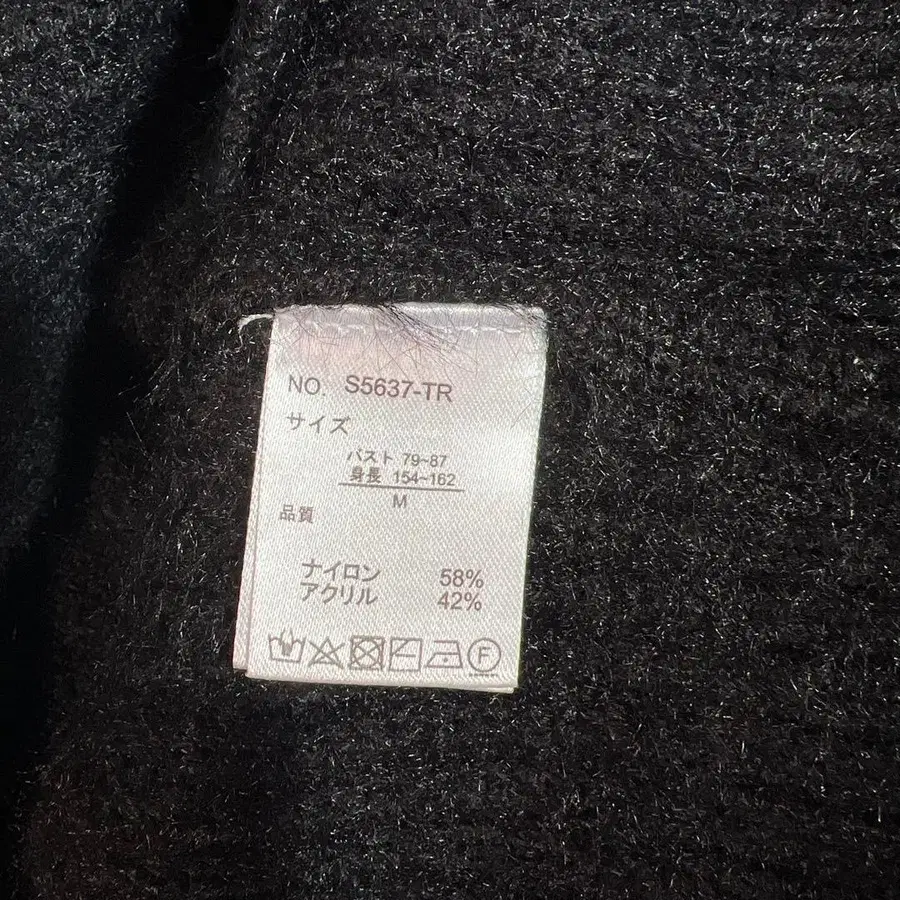 NO. S5637-TR
サイズ
バスト 79~87
身長 154~162
M
品質
ナイロン 58%
アクリル 42%
F